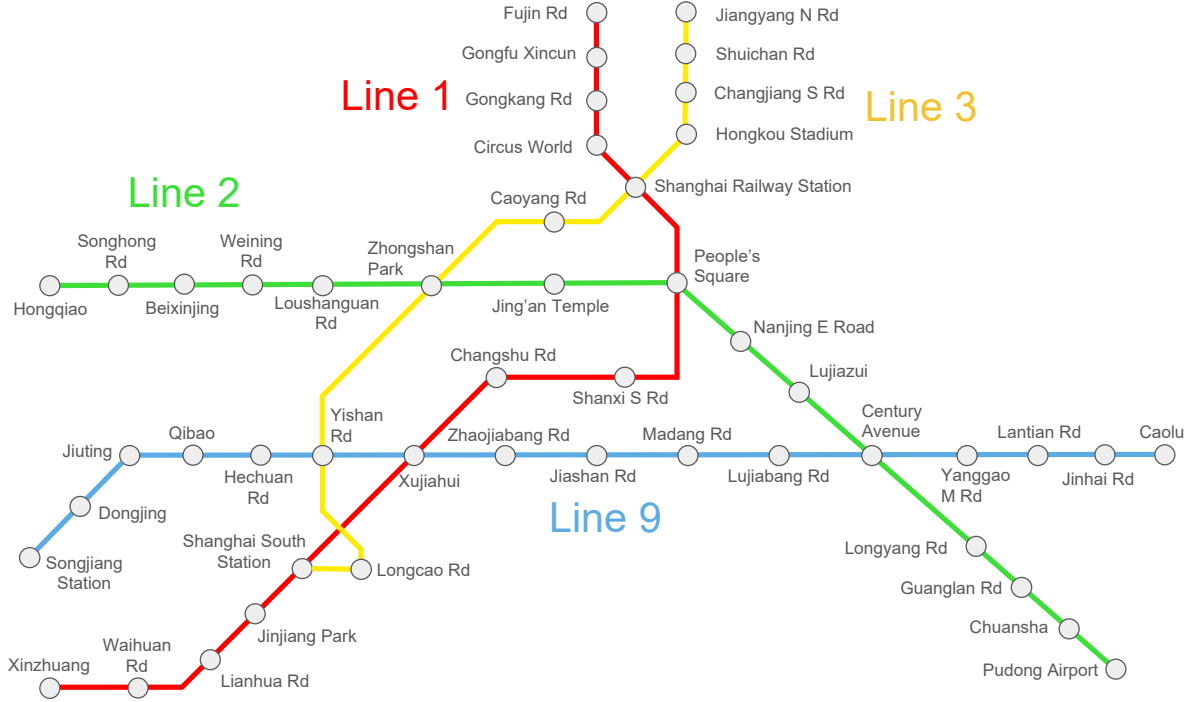 Fujin Rd
Jiangyang N Rd
Gongfu Xincun
Shuichan Rd
Line 1
Gongkang Rd
Changjiang S Rd
Line 3
Circus World
Hongkou Stadium
Line 2
Caoyang Rd
Shanghai Railway Station
Songhong
Rd
Weining
Rd
Zhongshan
Park
People's
Square
Hongqiao
Beixinjing
Loushanguan
Rd
Jing'an Temple
Nanjing E Road
Changshu Rd
Shanxi S Rd
Lujiazui
Jiuting
Qibao
Yishan
Rd
Zhaojiabang Rd
Madang Rd
Century
Avenue
Lantian Rd
Caolu
Hechuan
Rd
Xujiahui
Jiashan Rd
Lujiabang Rd
Yanggao
M Rd
Jinhai Rd
Dongjing
Line 9
Songjiang
Station
Shanghai South
Station
Longcao Rd
Longyang Rd
Guanglan Rd
Jinjiang Park
Chuansha
Xinzhuang
Waihuan
Rd
Lianhua Rd
Pudong Airport